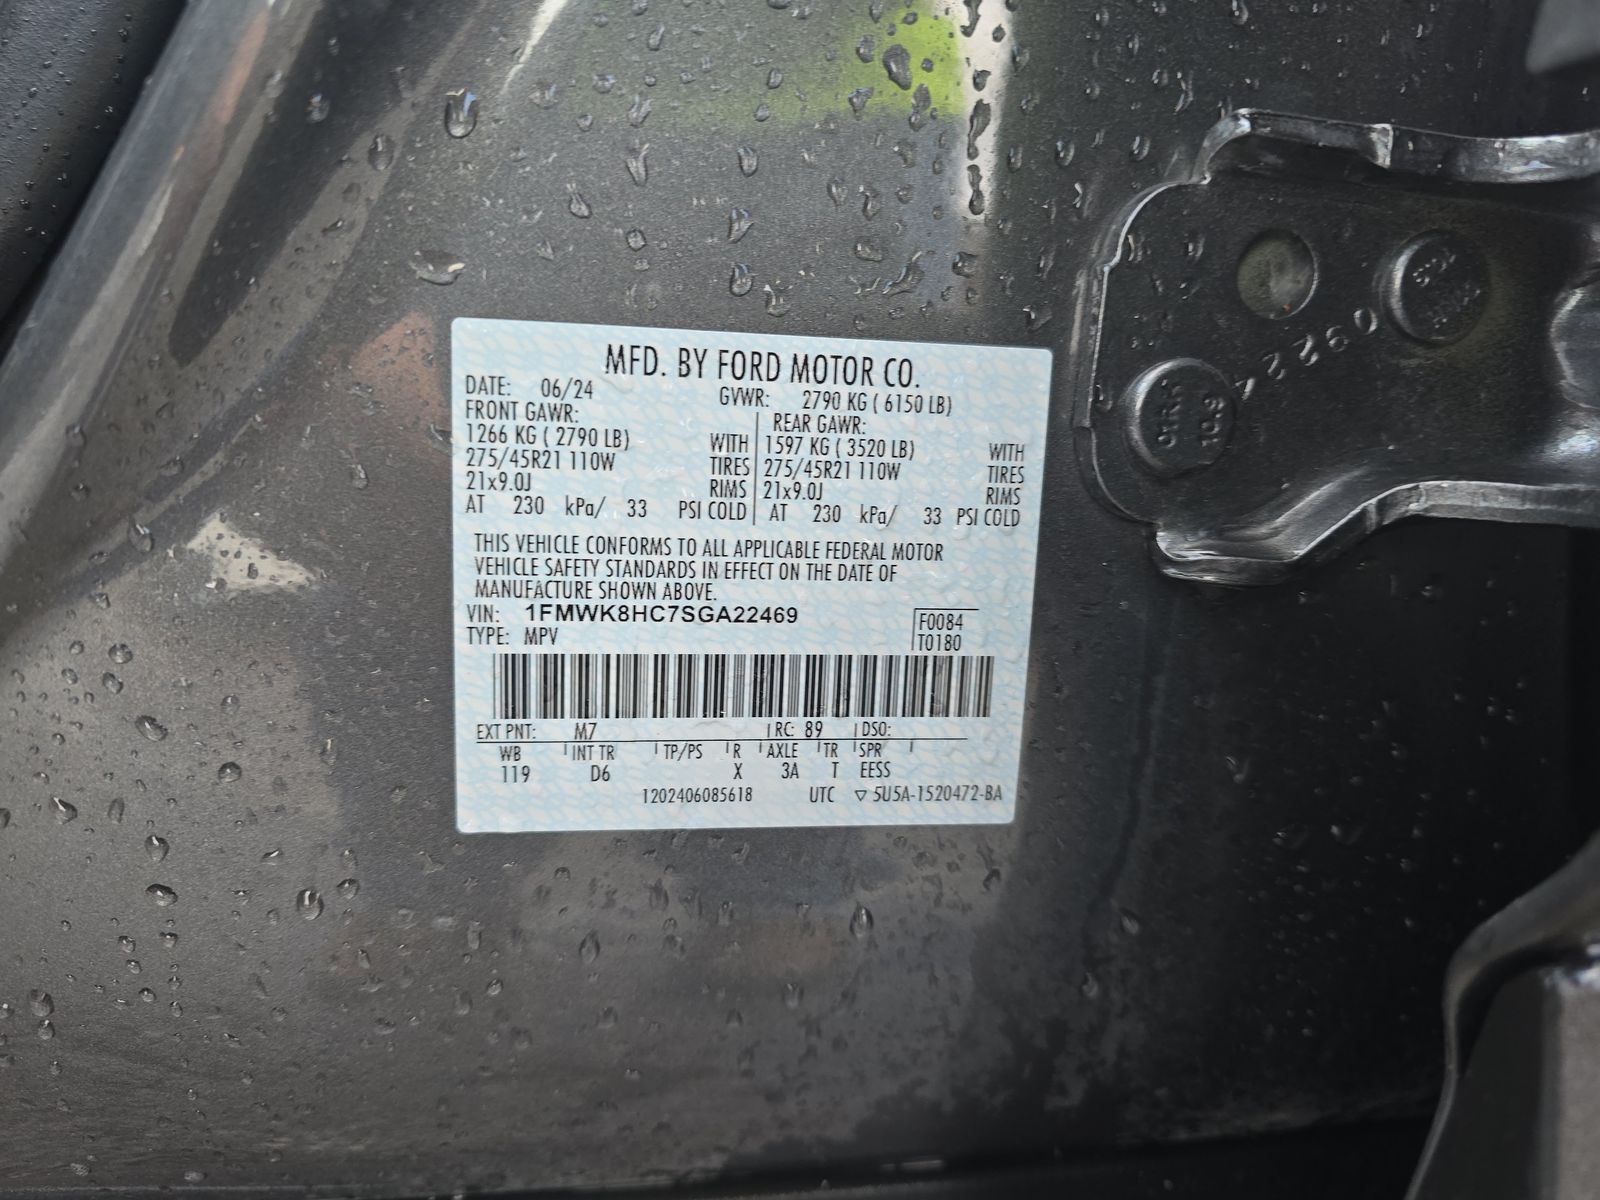 MFD. BY FORD MOTOR CO.
DATE: 06/24 GVWR: 2790 KG ( 6150 LB)
FRONT GAWR: REAR GAWR:
1266 KG ( 2790 LB) WITH 1597 KG ( 3520 LB) WITH
275/45R21 110W TIRES 275/45R21 110W TIRES
21x9.0J RIMS 21x9.0J RIMS
AT 230 kPa/ 33 PSI COLD AT 230 kPa/ 33 PSI COLD
THIS VEHICLE CONFORMS TO ALL APPLICABLE FEDERAL MOTOR
VEHICLE SAFETY STANDARDS IN EFFECT ON THE DATE OF
MANUFACTURE SHOWN ABOVE.
VIN: 1FMWK8HC7SGA22469 F0084
TYPE: MPV T0180
EXT PNT: M7 RC: 89 DSO:
WB INT TR TP/PS R AXLE TR SPR
119 D6 X 3A T EESS
1202406085618 UTC ▽ 5U5A-1520472-BA
10.9